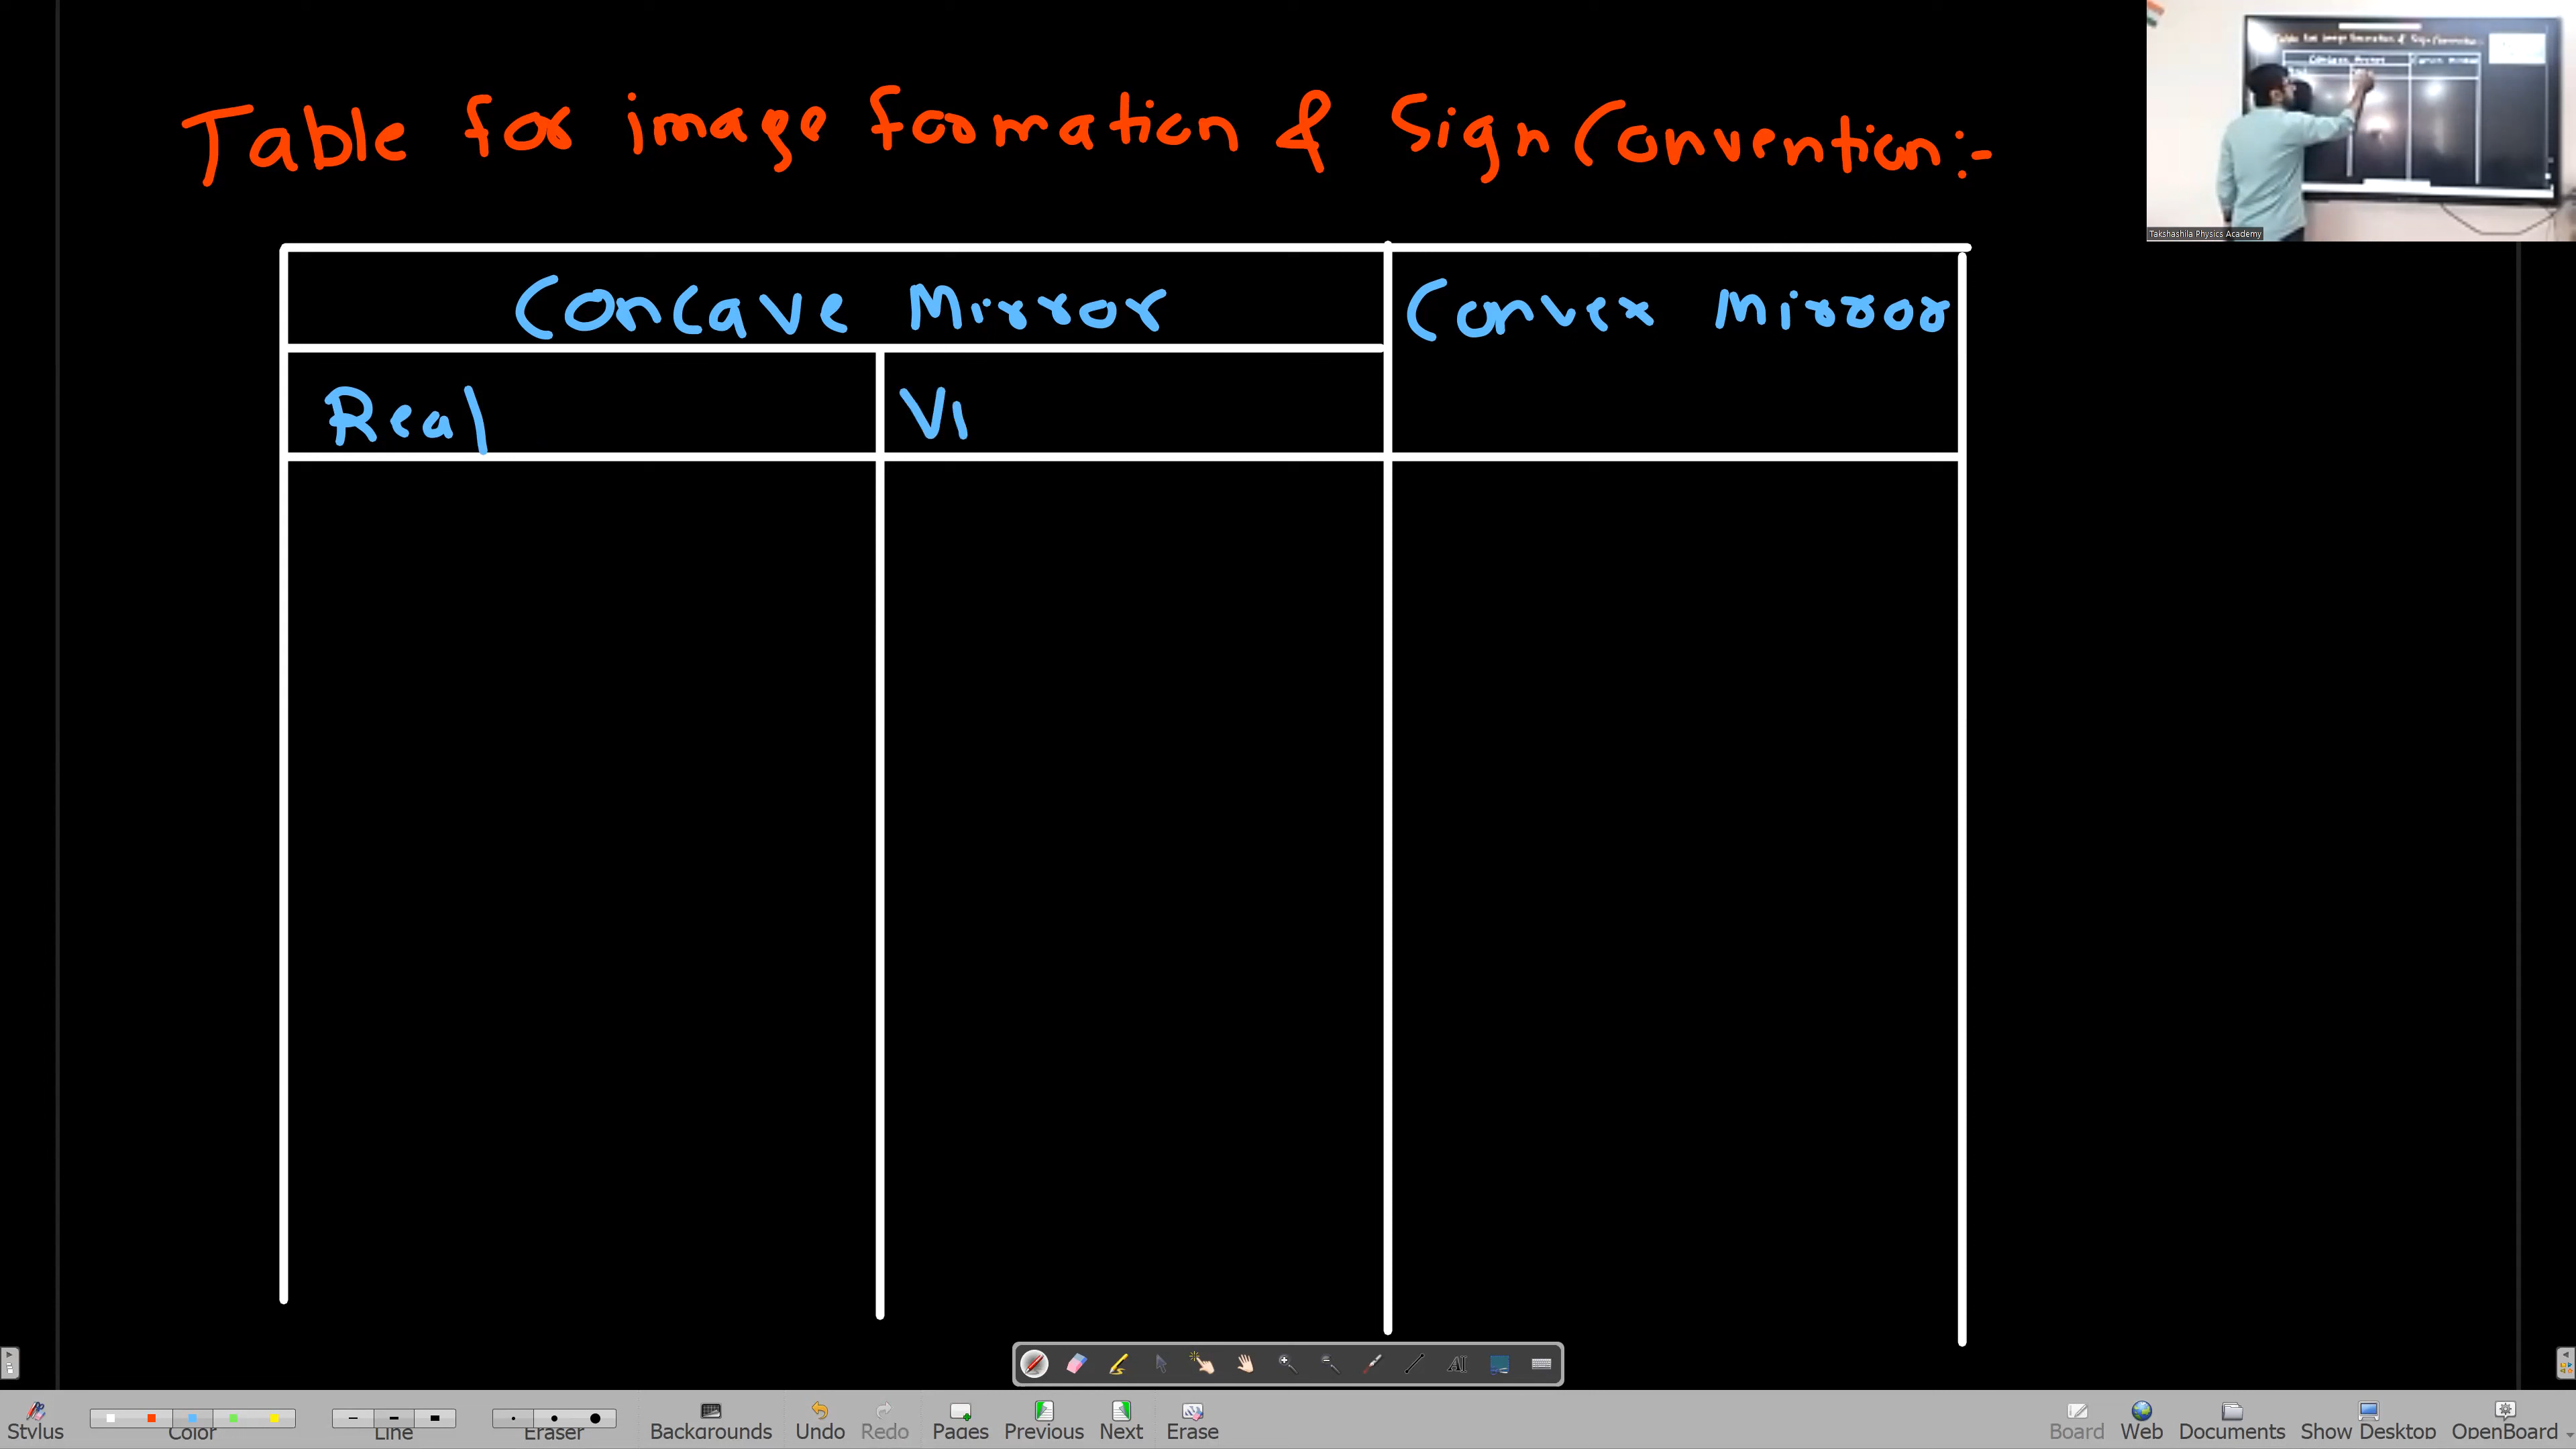 Table for image formation & Sign Convention:-
Takshashila Physics Academy
Concave Mirror
Convex Mirror
Real
Vi
Stylus
Color
Line
Eraser
Backgrounds
Undo
Redo
Pages
Previous
Next
Erase
Board
Web
Documents
Show Desktop
OpenBoard